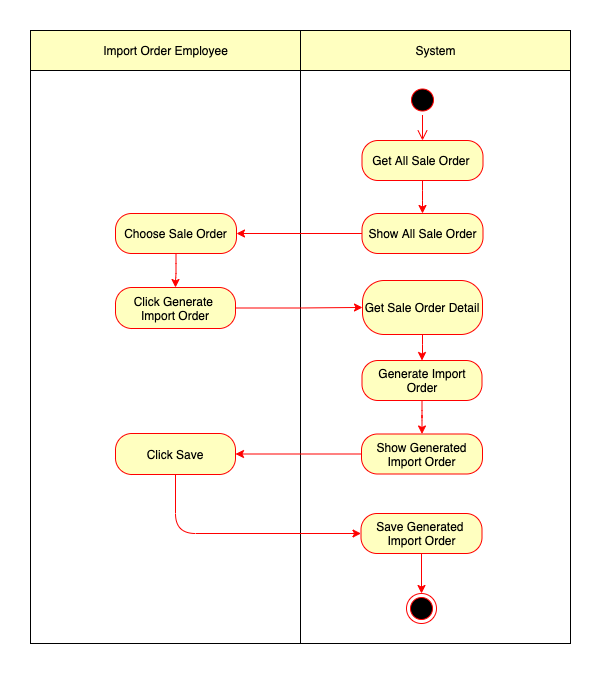 Import Order Employee
System
Get All Sale Order
Choose Sale Order
Show All Sale Order
Click Generate
Import Order
Get Sale Order Detail
Generate Import
Order
Click Save
Show Generated
Import Order
Save Generated
Import Order